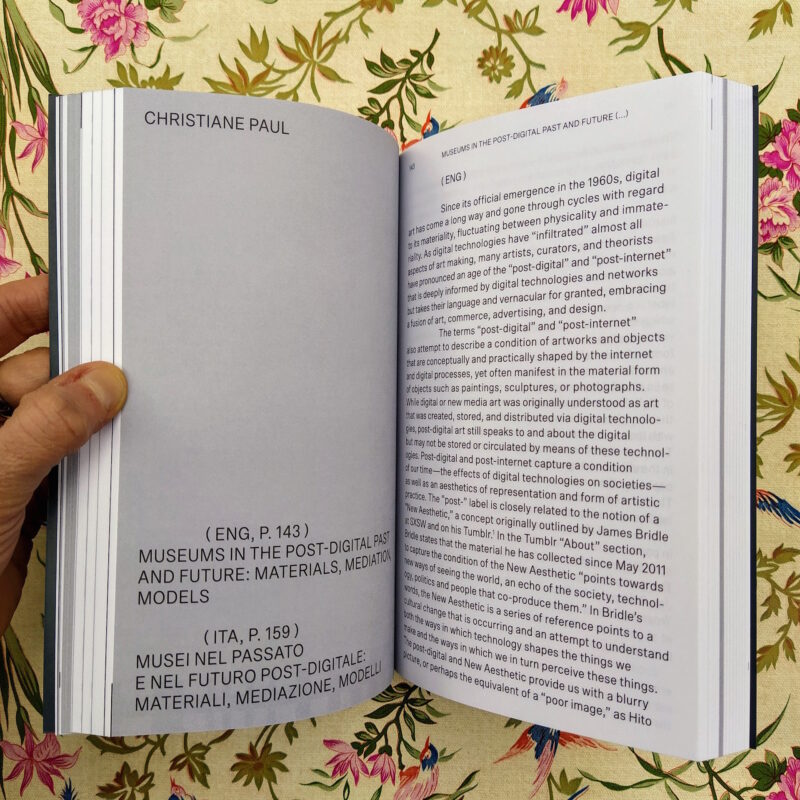 CHRISTIANE PAUL
( ENG, P. 143 )
MUSEUMS IN THE POST-DIGITAL PAST
AND FUTURE: MATERIALS, MEDIATION,
MODELS
( ITA, P. 159 )
MUSEI NEL PASSATO
E NEL FUTURO POST-DIGITALE:
MATERIALI, MEDIAZIONE, MODELLI
143
MUSEUMS IN THE POST-DIGITAL PAST AND FUTURE (...)
( ENG )
Since its official emergence in the 1960s, digital
art has come a long way and gone through cycles with regard
to its materiality, fluctuating between physicality and immate-
riality. As digital technologies have “infiltrated” almost all
aspects of art making, many artists, curators, and theorists
have pronounced an age of the “post-digital” and “post-internet”
that is deeply informed by digital technologies and networks
but takes their language and vernacular for granted, embracing
a fusion of art, commerce, advertising, and design.
The terms “post-digital” and “post-internet”
also attempt to describe a condition of artworks and objects
that are conceptually and practically shaped by the internet
and digital processes, yet often manifest in the material form
of objects such as paintings, sculptures, or photographs.
While digital or new media art was originally understood as art
that was created, stored, and distributed via digital technolo-
gies, post-digital art still speaks to and about the digital
but may not be stored or circulated by means of these technol-
ogies. Post-digital and post-internet capture a condition
of our time—the effects of digital technologies on societies—
as well as an aesthetics of representation and form of artistic
practice. The “post-” label is closely related to the notion of a
“New Aesthetic,” a concept originally outlined by James Bridle
at SXSW and on his Tumblr.¹ In the Tumblr “About” section,
Bridle states that the material he has collected since May 2011
to capture the condition of the New Aesthetic “points towards
new ways of seeing the world, an echo of the society, technol-
ogy, politics and people that co-produce them.” In Bridle’s
words, the New Aesthetic is a series of reference points to a
cultural change that is occurring and an attempt to understand
both the ways in which technology shapes the things we
make and the ways in which we in turn perceive these things.
The post-digital and New Aesthetic provide us with a blurry
picture, or perhaps the equivalent of a “poor image,” as Hito